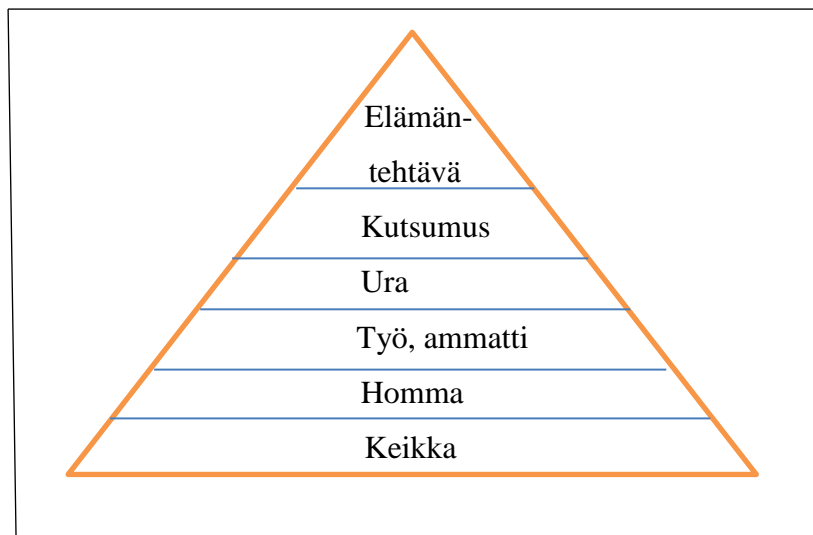 Elämän-
tehtävä
Kutsumus
Ura
Työ, ammatti
Homma
Keikka